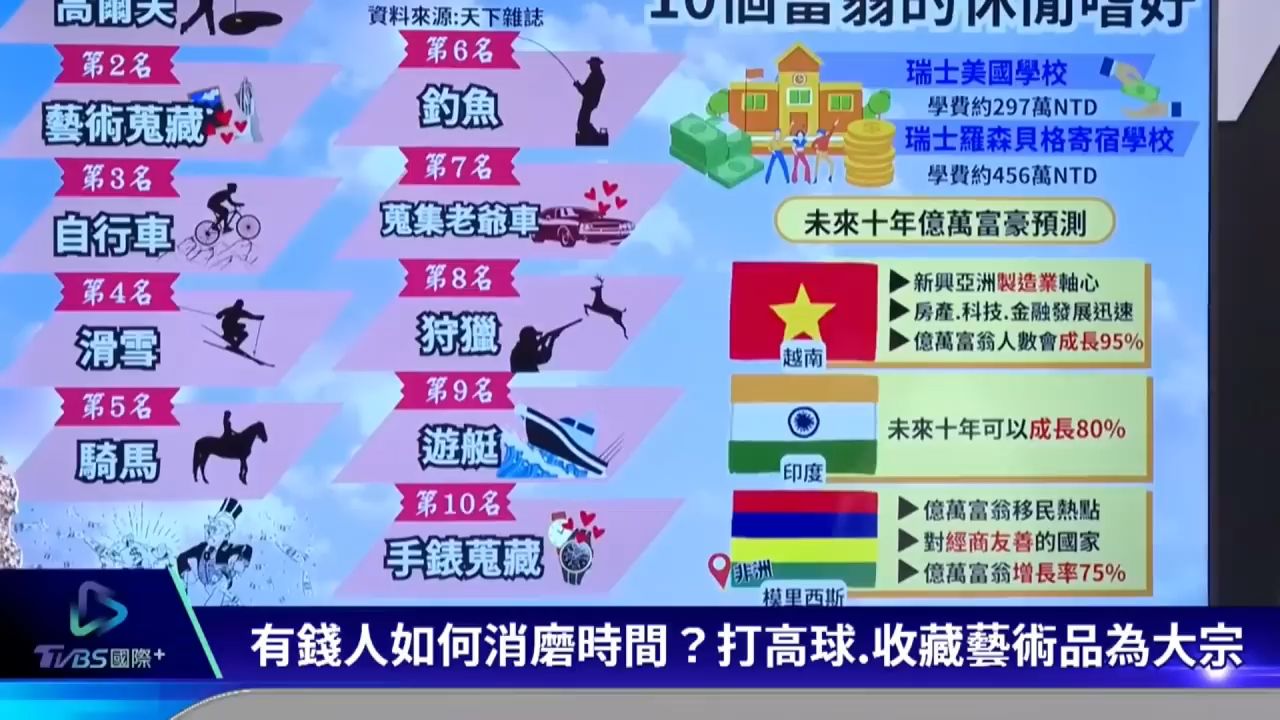 資料來源:天下雜誌
10個富翁的休閒嗜好
高爾夫
第2名
藝術蒐藏
第3名
自行車
第4名
滑雪
第5名
騎馬
第6名
釣魚
第7名
蒐集老爺車
第8名
狩獵
第9名
遊艇
第10名
手錶蒐藏
瑞士美國學校
學費約297萬NTD
瑞士羅森貝格寄宿學校
學費約456萬NTD
未來十年億萬富豪預測
越南
▶新興亞洲製造業軸心
▶房產.科技.金融發展迅速
▶億萬富翁人數會成長95%
印度
未來十年可以成長80%
非洲
模里西斯
▶億萬富翁移民熱點
▶對經商友善的國家
▶億萬富翁增長率75%
TVBS國際+
有錢人如何消磨時間？打高球.收藏藝術品為大宗